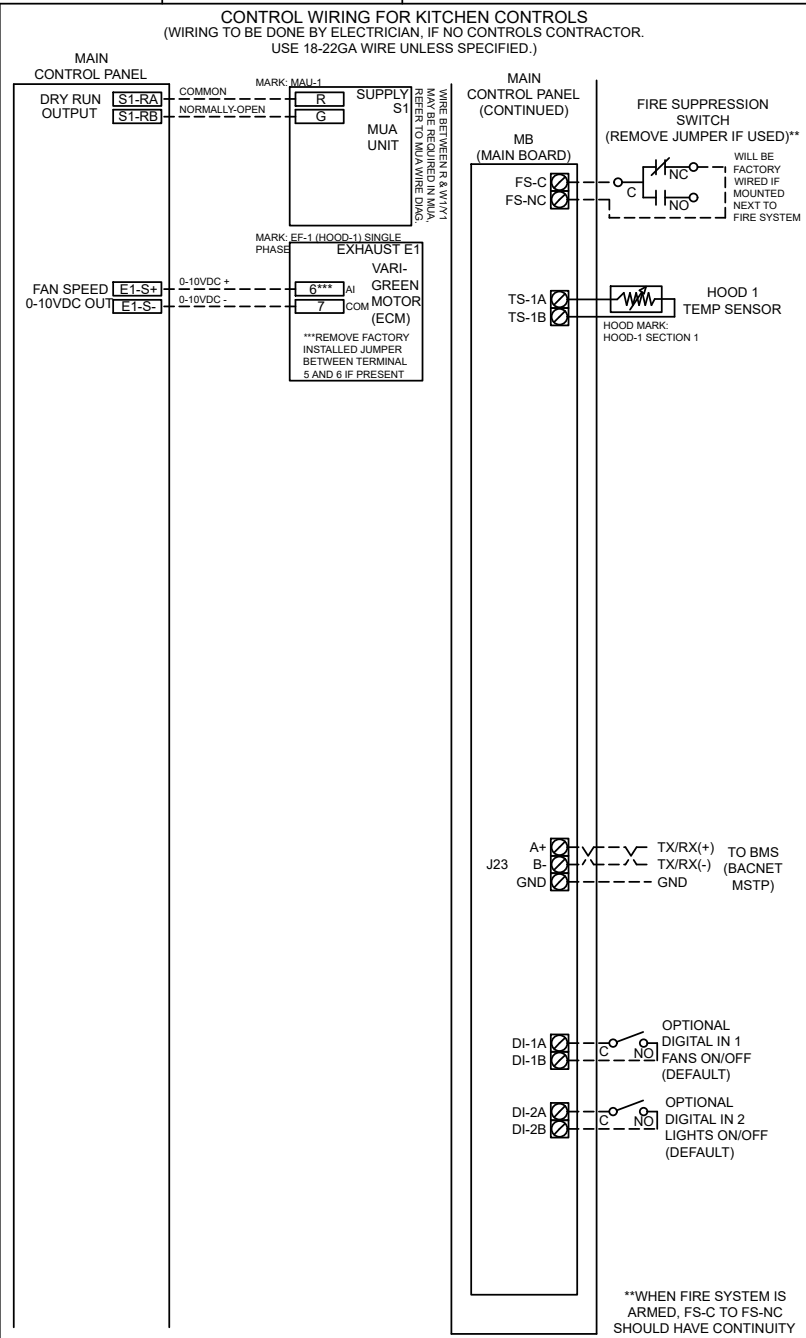 CONTROL WIRING FOR KITCHEN CONTROLS
(WIRING TO BE DONE BY ELECTRICIAN, IF NO CONTROLS CONTRACTOR.
USE 18-22GA WIRE UNLESS SPECIFIED.)
MAIN
CONTROL PANEL
DRY RUN
OUTPUT
S1-RA
S1-RB
COMMON
NORMALLY-OPEN
MARK: MAU-1
R
G
SUPPLY
S1
MUA
UNIT
WIRE BETWEEN R & W1/Y1
MAY BE REQUIRED IN MUA,
REFER TO MUA WIRE DIAG.
FAN SPEED
0-10VDC OUT
E1-S+
E1-S-
0-10VDC +
0-10VDC -
MARK: EF-1 (HOOD-1) SINGLE
PHASE
EXHAUST E1
6*** AI
7 COM
VARI-
GREEN
MOTOR
(ECM)
***REMOVE FACTORY
INSTALLED JUMPER
BETWEEN TERMINAL
5 AND 6 IF PRESENT
MAIN
CONTROL PANEL
(CONTINUED)
MB
(MAIN BOARD)
FS-C
FS-NC
FIRE SUPPRESSION
SWITCH
(REMOVE JUMPER IF USED)**
C
NC
NO
WILL BE
FACTORY
WIRED IF
MOUNTED
NEXT TO
FIRE SYSTEM
TS-1A
TS-1B
HOOD 1
TEMP SENSOR
HOOD MARK:
HOOD-1 SECTION 1
J23
A+
B-
GND
TX/RX(+)
TX/RX(-)
GND
TO BMS
(BACNET
MSTP)
DI-1A
DI-1B
C
NO
OPTIONAL
DIGITAL IN 1
FANS ON/OFF
(DEFAULT)
DI-2A
DI-2B
C
NO
OPTIONAL
DIGITAL IN 2
LIGHTS ON/OFF
(DEFAULT)
**WHEN FIRE SYSTEM IS
ARMED, FS-C TO FS-NC
SHOULD HAVE CONTINUITY